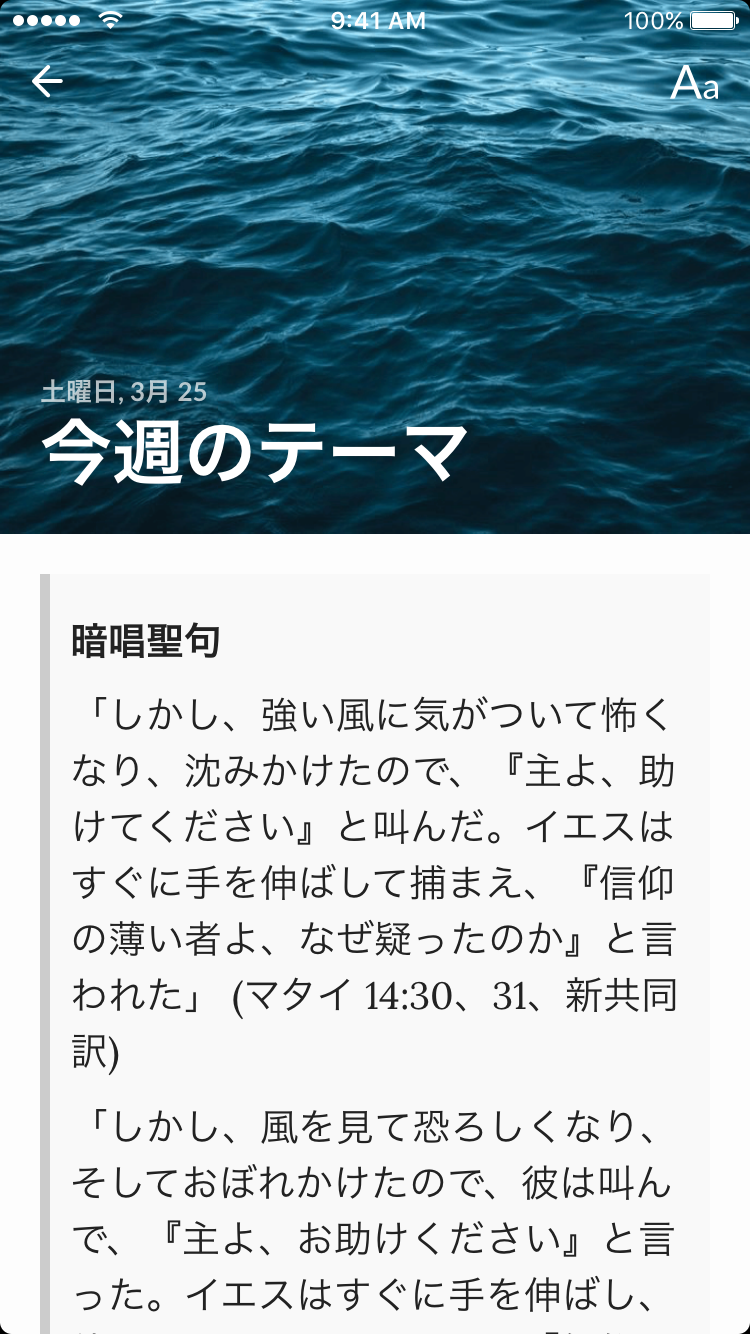 9:41 AM
100%
Aa
土曜日, 3月 25
今週のテーマ
暗唱聖句
「しかし、強い風に気がついて怖く
なり、沈みかけたので、『主よ、助
けてください』と叫んだ。イエスは
すぐに手を伸ばして捕まえ、『信仰
の薄い者よ、なぜ疑ったのか』と言
われた」 (マタイ 14:30、31、新共同
訳)
「しかし、風を見て恐ろしくなり、
そしておぼれかけたので、彼は叫ん
で、『主よ、お助けください』と言
った。イエスはすぐに手を伸ばし、